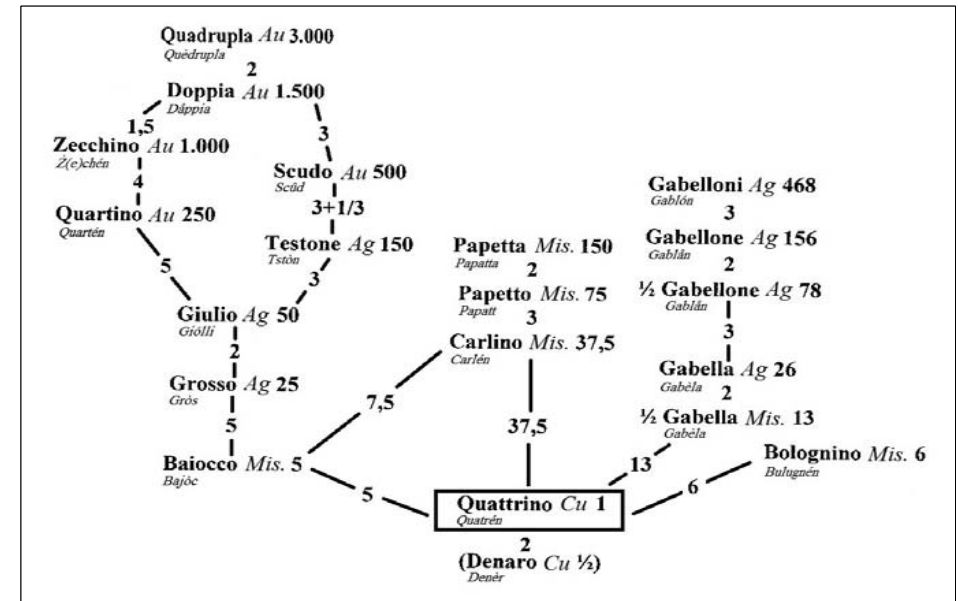 Quadrupla Au 3.000
Quèdrupla
2
Doppia Au 1.500
Dåppia
1,5
3
Zecchino Au 1.000
Ż(e)chén
4
Scudo Au 500
Scûd
3+1/3
Quartino Au 250
Quartén
Testone Ag 150
Tstòn
5
3
Giulio Ag 50
Giólli
2
Grosso Ag 25
Gròs
5
Baiocco Mis. 5
Bajòc
5
Papetta Mis. 150
Papatta
2
Papetto Mis. 75
Papatt
3
Carlino Mis. 37,5
Carlén
7,5
37,5
Gabelloni Ag 468
Gablón
3
Gabellone Ag 156
Gablån
2
½ Gabellone Ag 78
Gablån
3
Gabella Ag 26
Gabèla
2
½ Gabella Mis. 13
Gabèla
13
Bolognino Mis. 6
Bulugnén
6
Quattrino Cu 1
Quatrén
2
(Denaro Cu ½)
Denèr